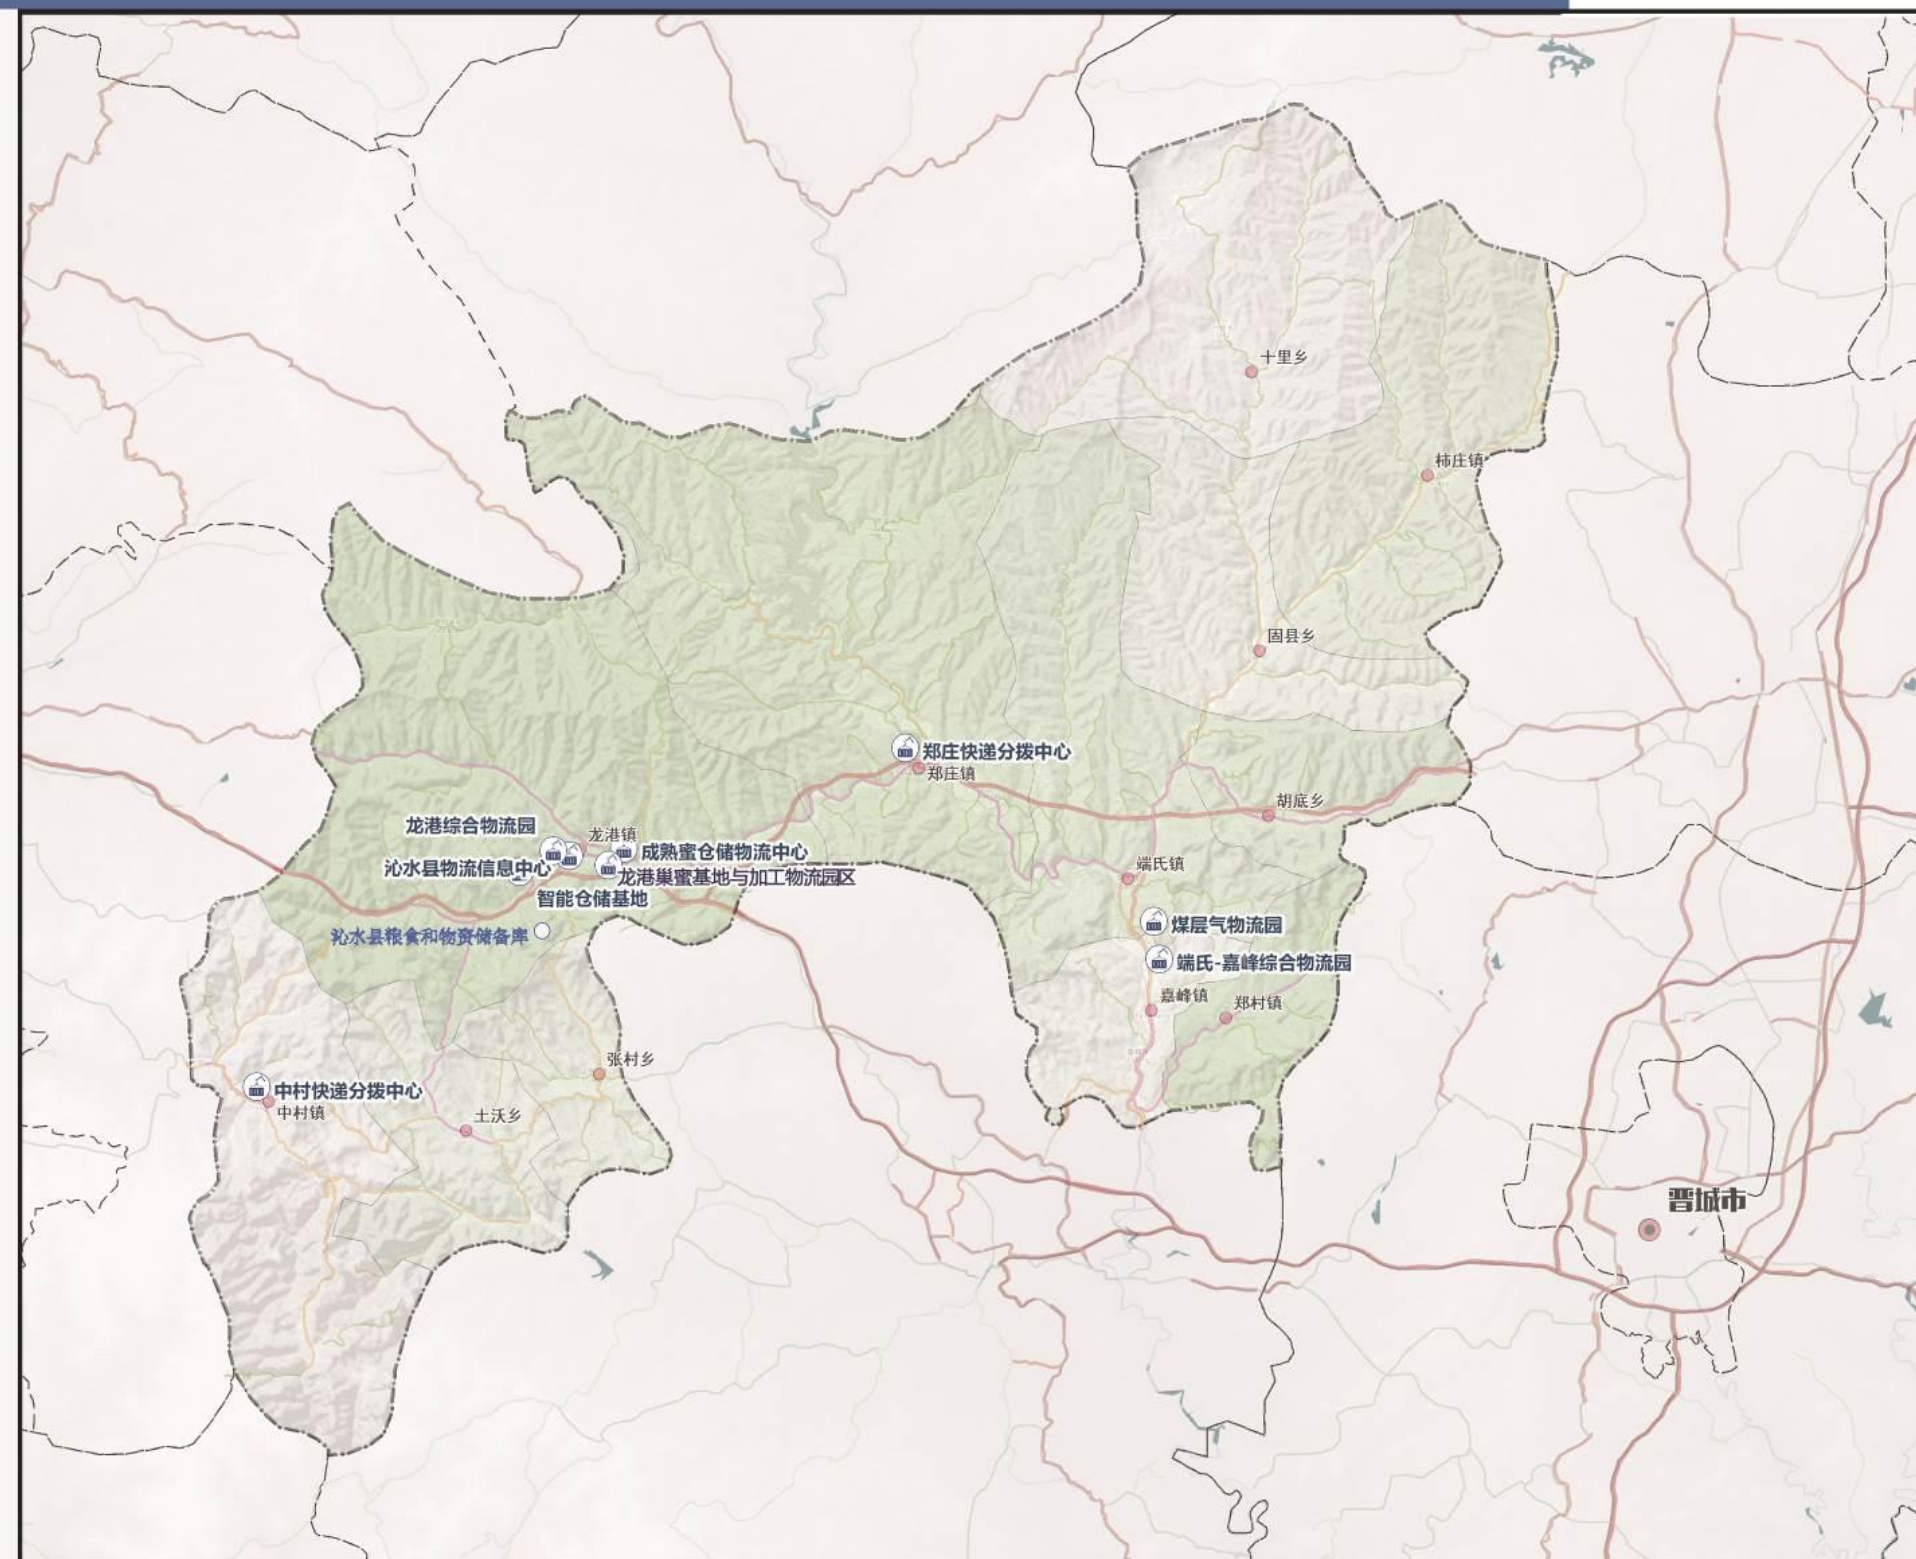 十里乡
柿庄镇
固县乡
郑庄快递分拨中心
郑庄镇
胡底乡
龙港综合物流园
龙港镇
成熟蜜仓储物流中心
沁水县物流信息中心
龙港巢蜜基地与加工物流园区
端氏镇
智能仓储基地
煤层气物流园
沁水县粮食和物资储备库
端氏-嘉峰综合物流园
嘉峰镇
郑村镇
张村乡
中村快递分拨中心
中村镇
土沃乡
晋城市